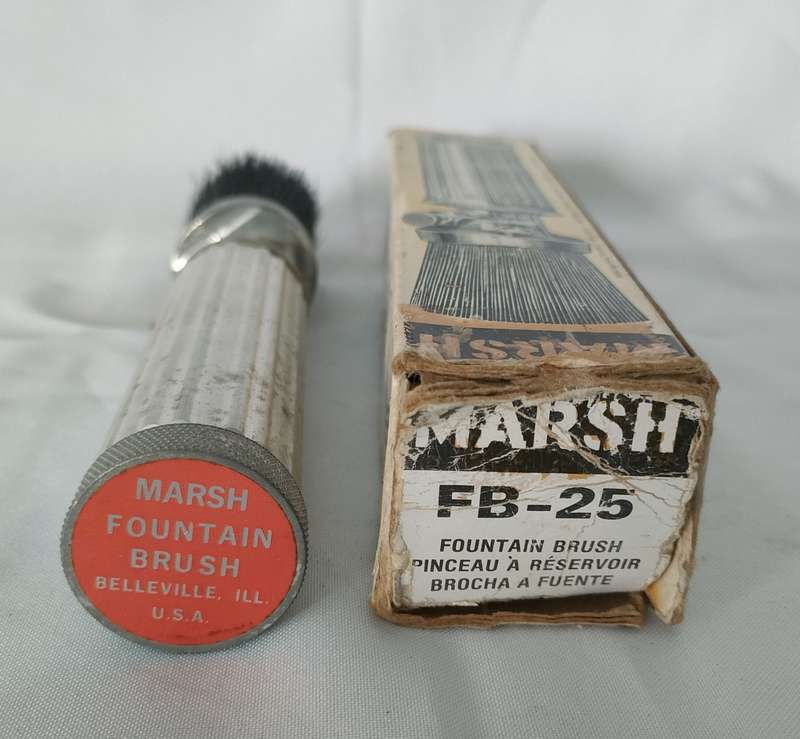 MARSH
FOUNTAIN
BRUSH
BELLEVILLE, ILL.
U.S.A.
MARSH
MARSH
FB-25
FOUNTAIN BRUSH
PINCEAU À RÉSERVOIR
BROCHA A FUENTE